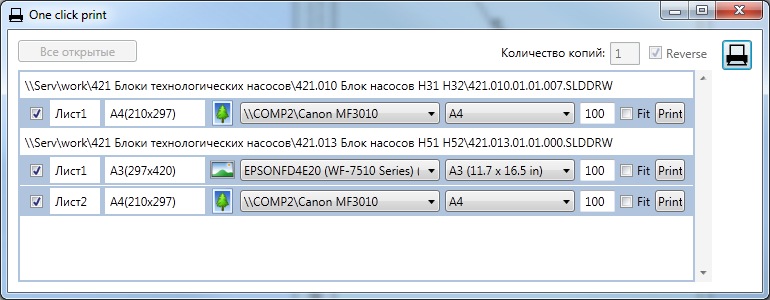 One click print
Все открытые Количество копий: 1 Reverse
\\Serv\work\421 Блоки технологических насосов\421.010 Блок насосов Н31 Н32\421.010.01.01.007.SLDDRW
Лист1 A4(210x297) \\COMP2\Canon MF3010 A4 100 Fit Print
\\Serv\work\421 Блоки технологических насосов\421.013 Блок насосов Н51 Н52\421.013.01.01.000.SLDDRW
Лист1 A3(297x420) EPSONFD4E20 (WF-7510 Series) ( A3 (11.7 x 16.5 in) 100 Fit Print
Лист2 A4(210x297) \\COMP2\Canon MF3010 A4 100 Fit Print